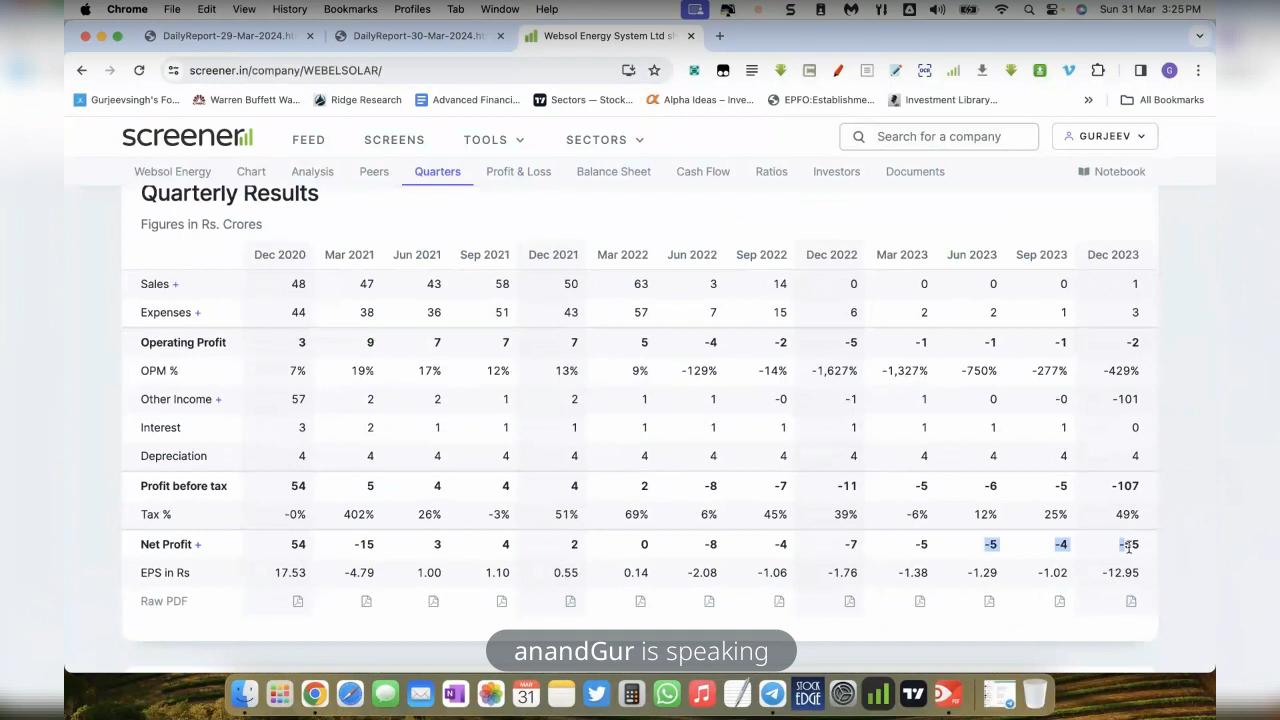 Chrome File Edit View History Bookmarks Profiles Tab Window Help Sun 31 Mar 3:25 PM
DailyReport-29-Mar-2024.ht DailyReport-30-Mar-2024.ht Websol Energy System Ltd sh
screener.in/company/WEBELSOLAR/
Gurjeevsingh's Fo... Warren Buffett Wa... Ridge Research Advanced Financi... Sectors — Stock... Alpha Ideas – Inve... EPFO:Establishme... Investment Library... All Bookmarks
screener FEED SCREENS TOOLS SECTORS Search for a company GURJEEV
Websol Energy Chart Analysis Peers Quarters Profit & Loss Balance Sheet Cash Flow Ratios Investors Documents Notebook
Quarterly Results
Figures in Rs. Crores
Dec 2020 Mar 2021 Jun 2021 Sep 2021 Dec 2021 Mar 2022 Jun 2022 Sep 2022 Dec 2022 Mar 2023 Jun 2023 Sep 2023 Dec 2023
Sales + 48 47 43 58 50 63 3 14 0 0 0 0 1
Expenses + 44 38 36 51 43 57 7 15 6 2 2 1 3
Operating Profit 3 9 7 7 7 5 -4 -2 -5 -1 -1 -1 -2
OPM % 7% 19% 17% 12% 13% 9% -129% -14% -1,627% -1,327% -750% -277% -429%
Other Income + 57 2 2 1 2 1 1 -0 -1 1 0 -0 -101
Interest 3 2 1 1 1 1 1 1 1 1 1 1 0
Depreciation 4 4 4 4 4 4 4 4 4 4 4 4 4
Profit before tax 54 5 4 4 4 2 -8 -7 -11 -5 -6 -5 -107
Tax % -0% 402% 26% -3% 51% 69% 6% 45% 39% -6% 12% 25% 49%
Net Profit + 54 -15 3 4 2 0 -8 -4 -7 -5 -5 -4
EPS in Rs 17.53 -4.79 1.00 1.10 0.55 0.14 -2.08 -1.06 -1.76 -1.38 -1.29 -1.02 -12.95
Raw PDF
anandGur is speaking
MAR
31
STOCK
EDGE